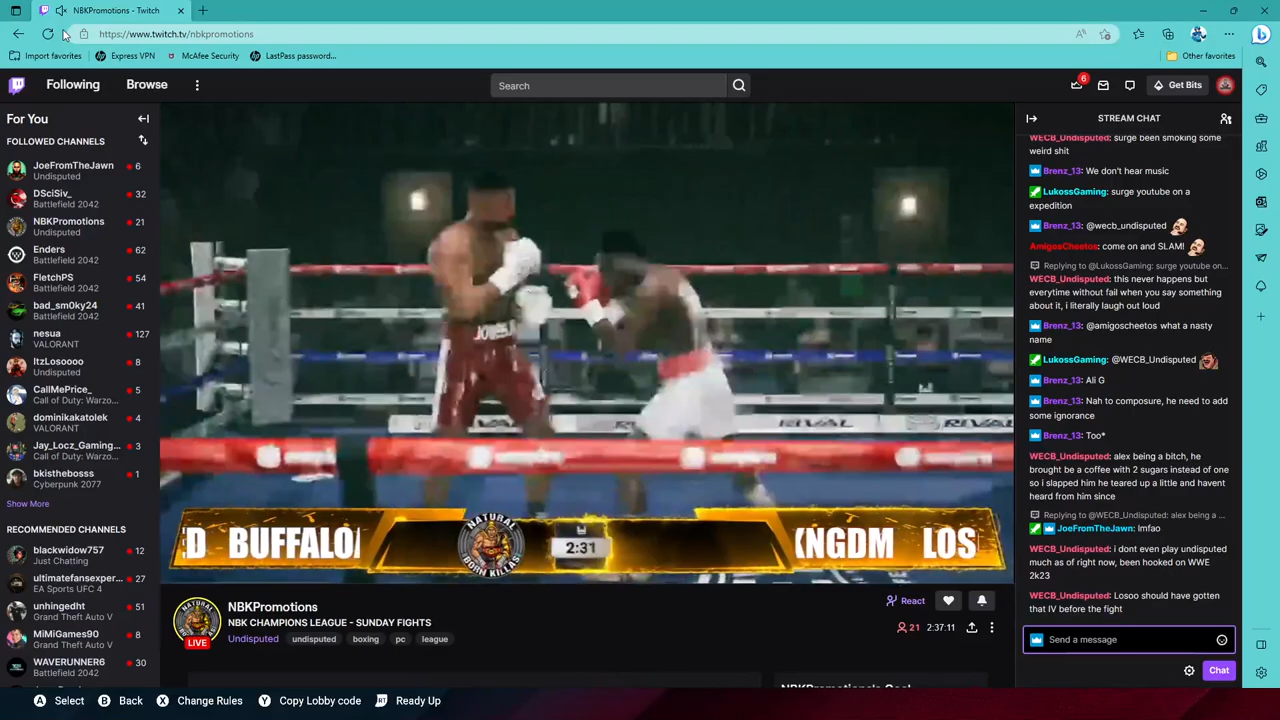 NBKPromotions - Twitch
https://www.twitch.tv/nbkpromotions
Import favorites
Express VPN
McAfee Security
LastPass password...
Other favorites
Following
Browse
Search
6
Get Bits
For You
FOLLOWED CHANNELS
JoeFromTheJawn 6
Undisputed
DSciSiv_ 32
Battlefield 2042
NBKPromotions 21
Undisputed
Enders 62
Battlefield 2042
FletchPS 54
Battlefield 2042
bad_sm0ky24 41
Battlefield 2042
nesua 127
VALORANT
ItzLosoooo 8
Undisputed
CallMePrice_ 5
Call of Duty: Warzo...
dominikakatolek 4
VALORANT
Jay_Locz_Gaming... 3
Call of Duty: Warzo...
bkisthebosss 1
Cyberpunk 2077
Show More
RECOMMENDED CHANNELS
blackwidow757 12
Just Chatting
ultimatefansexper... 27
EA Sports UFC 4
unhingedht 51
Grand Theft Auto V
MiMiGames90 8
Grand Theft Auto V
WAVERUNNER6 30
Battlefield 2042
RIVAL
RIVAL
D BUFFALO
NATURAL
BORN KILLAS
2:31
KNGDM LOS
LIVE
NBKPromotions
NBK CHAMPIONS LEAGUE - SUNDAY FIGHTS
Undisputed undisputed boxing pc league
React
21 2:37:11
NBKPromotions's Goal
STREAM CHAT
WECB_Undisputed: surge been smoking some
weird shit
Brenz_13: We don't hear music
LukossGaming: surge youtube on a
expedition
Brenz_13: @wecb_undisputed
AmigosCheetos: come on and SLAM!
Replying to @LukossGaming: surge youtube on...
WECB_Undisputed: this never happens but
everytime without fail when you say something
about it, i literally laugh out loud
Brenz_13: @amigoscheetos what a nasty
name
LukossGaming: @WECB_Undisputed
Brenz_13: Ali G
Brenz_13: Nah to composure, he need to add
some ignorance
Brenz_13: Too*
WECB_Undisputed: alex being a bitch, he
brought be a coffee with 2 sugars instead of one
so i slapped him he teared up a little and havent
heard from him since
Replying to @WECB_Undisputed: alex being a ...
JoeFromTheJawn: lmfao
WECB_Undisputed: i dont even play undisputed
much as of right now, been hooked on WWE
2k23
WECB_Undisputed: Losoo should have gotten
that IV before the fight
Send a message
Chat
A Select B Back X Change Rules Y Copy Lobby code RT Ready Up